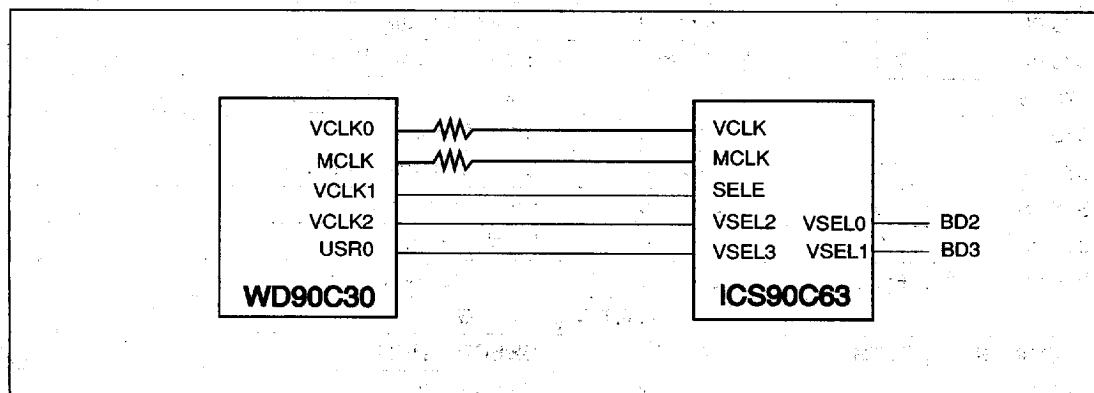 VCLK0
MCLK
VCLK1
VCLK2
USR0
WD90C30
VCLK
MCLK
SELE
VSEL2 VSEL0 BD2
VSEL3 VSEL1 BD3
ICS90C63